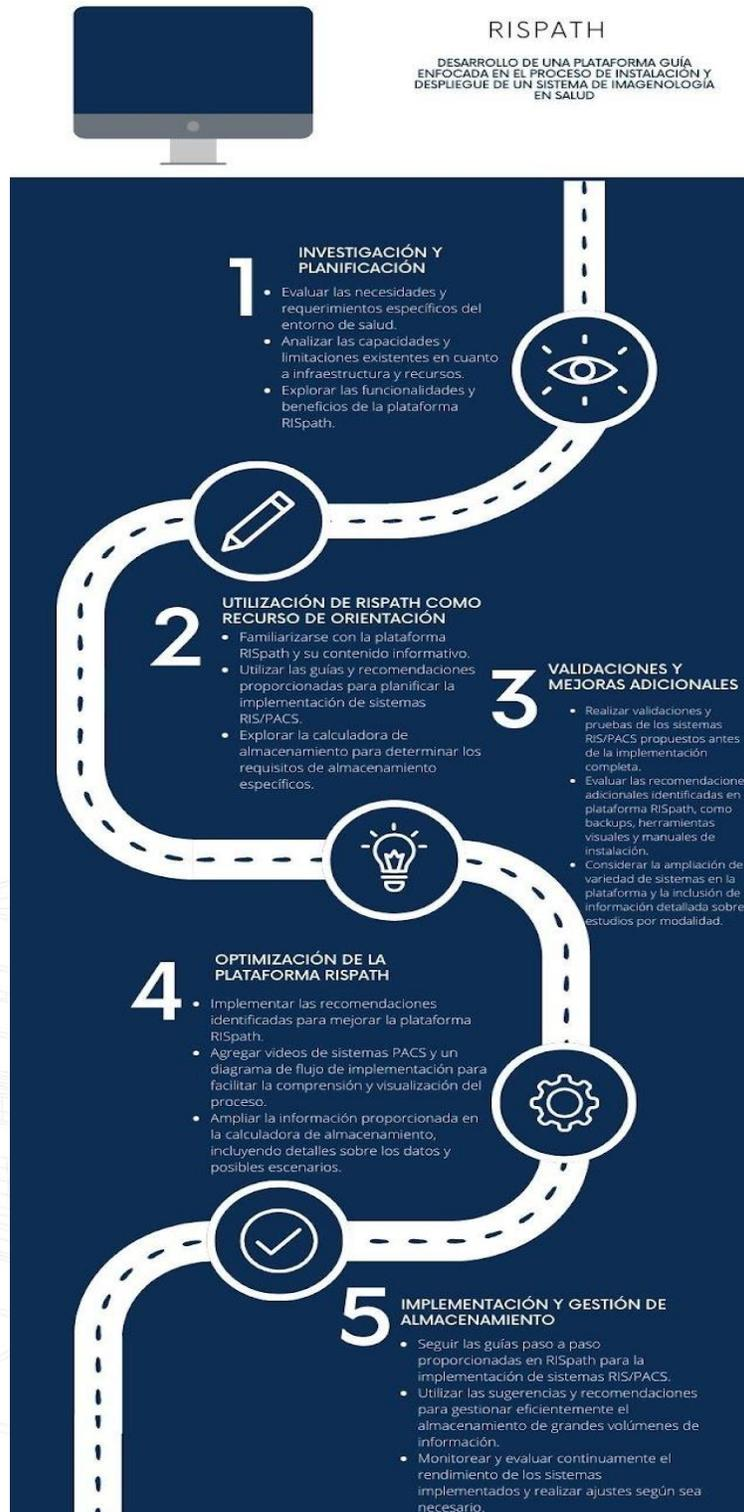 RISPATH
DESARROLLO DE UNA PLATAFORMA GUÍA
ENFOCADA EN EL PROCESO DE INSTALACIÓN Y
DESPLIEGUE DE UN SISTEMA DE IMAGENOLOGÍA
EN SALUD
1
INVESTIGACIÓN Y
PLANIFICACIÓN
• Evaluar las necesidades y
requerimientos específicos del
entorno de salud.
• Analizar las capacidades y
limitaciones existentes en cuanto
a infraestructura y recursos.
• Explorar las funcionalidades y
beneficios de la plataforma
RISpath.
2
UTILIZACIÓN DE RISPATH COMO
RECURSO DE ORIENTACIÓN
• Familiarizarse con la plataforma
RISpath y su contenido informativo.
• Utilizar las guías y recomendaciones
proporcionadas para planificar la
implementación de sistemas
RIS/PACS.
• Explorar la calculadora de
almacenamiento para determinar los
requisitos de almacenamiento
específicos.
3
VALIDACIONES Y
MEJORAS ADICIONALES
• Realizar validaciones y
pruebas de los sistemas
RIS/PACS propuestos antes
de la implementación
completa.
• Evaluar las recomendacione
adicionales identificadas en
plataforma RISpath, como
backups, herramientas
visuales y manuales de
instalación.
• Considerar la ampliación de
variedad de sistemas en la
plataforma y la inclusión de
información detallada sobre
estudios por modalidad.
4
OPTIMIZACIÓN DE LA
PLATAFORMA RISPATH
• Implementar las recomendaciones
identificadas para mejorar la plataforma
RISpath.
• Agregar videos de sistemas PACS y un
diagrama de flujo de implementación para
facilitar la comprensión y visualización del
proceso.
• Ampliar la información proporcionada en
la calculadora de almacenamiento,
incluyendo detalles sobre los datos y
posibles escenarios.
5
IMPLEMENTACIÓN Y GESTIÓN DE
ALMACENAMIENTO
• Seguir las guías paso a paso
proporcionadas en RISpath para la
implementación de sistemas RIS/PACS.
• Utilizar las sugerencias y recomendaciones
para gestionar eficientemente el
almacenamiento de grandes volúmenes de
información.
• Monitorear y evaluar continuamente el
rendimiento de los sistemas
implementados y realizar ajustes según sea
necesario.